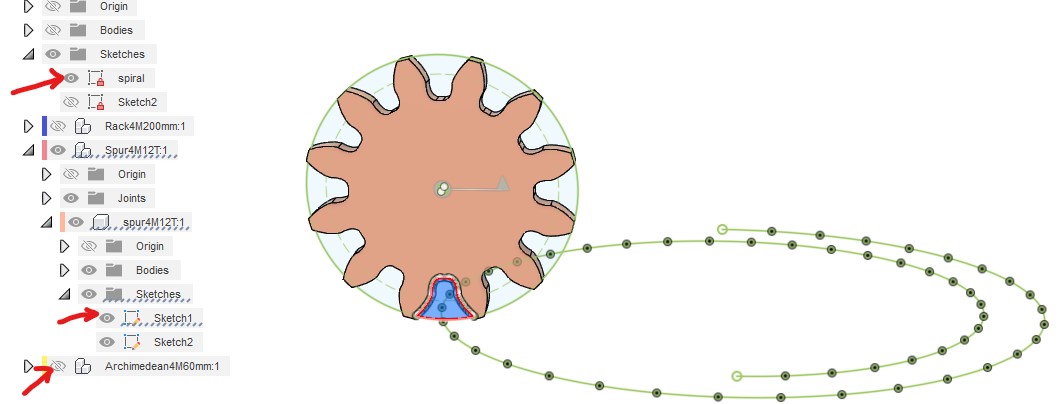 Origin
Bodies
Sketches
spiral
Sketch2
Rack4M200mm:1
Spur4M12T:1
Origin
Joints
spur4M12T:1
Origin
Bodies
Sketches
Sketch1
Sketch2
Archimedean4M60mm:1